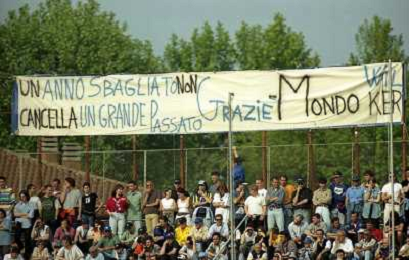 UN ANNO SBAGLIATO NON
CANCELLA UN GRANDE PASSATO
GRAZIE MONDO
KER